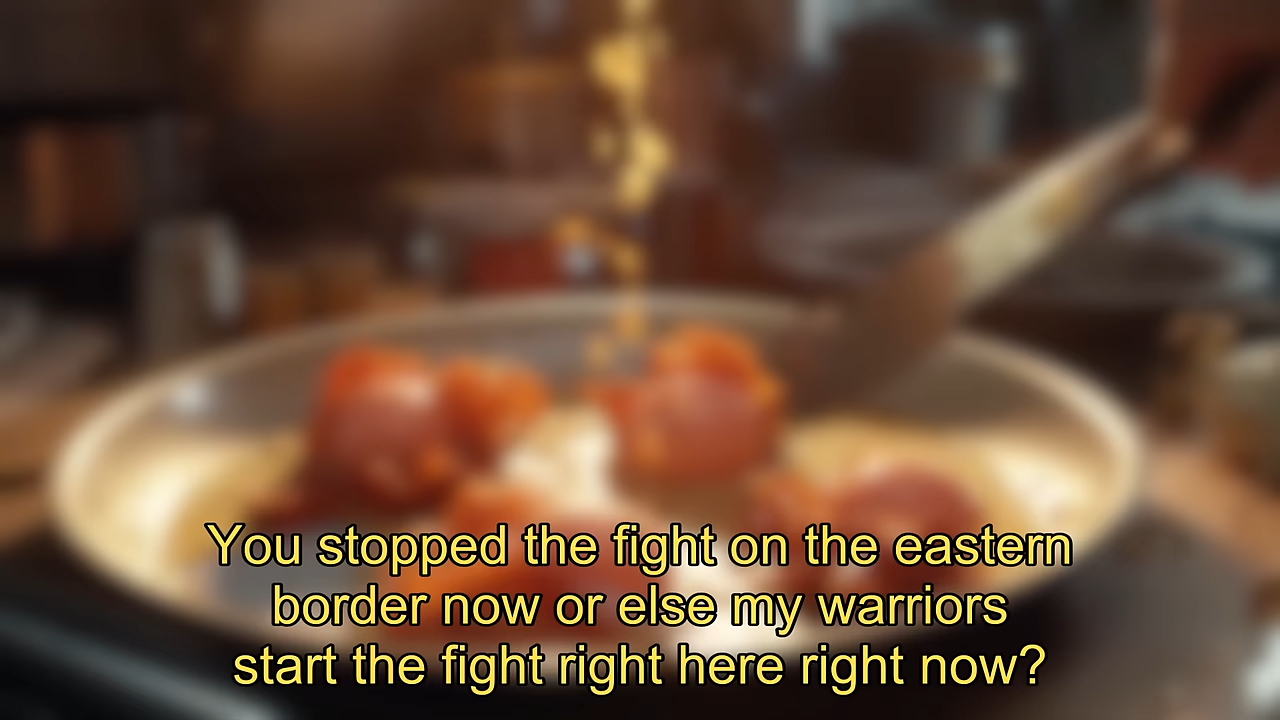 You stopped the fight on the eastern
border now or else my warriors
start the fight right here right now?